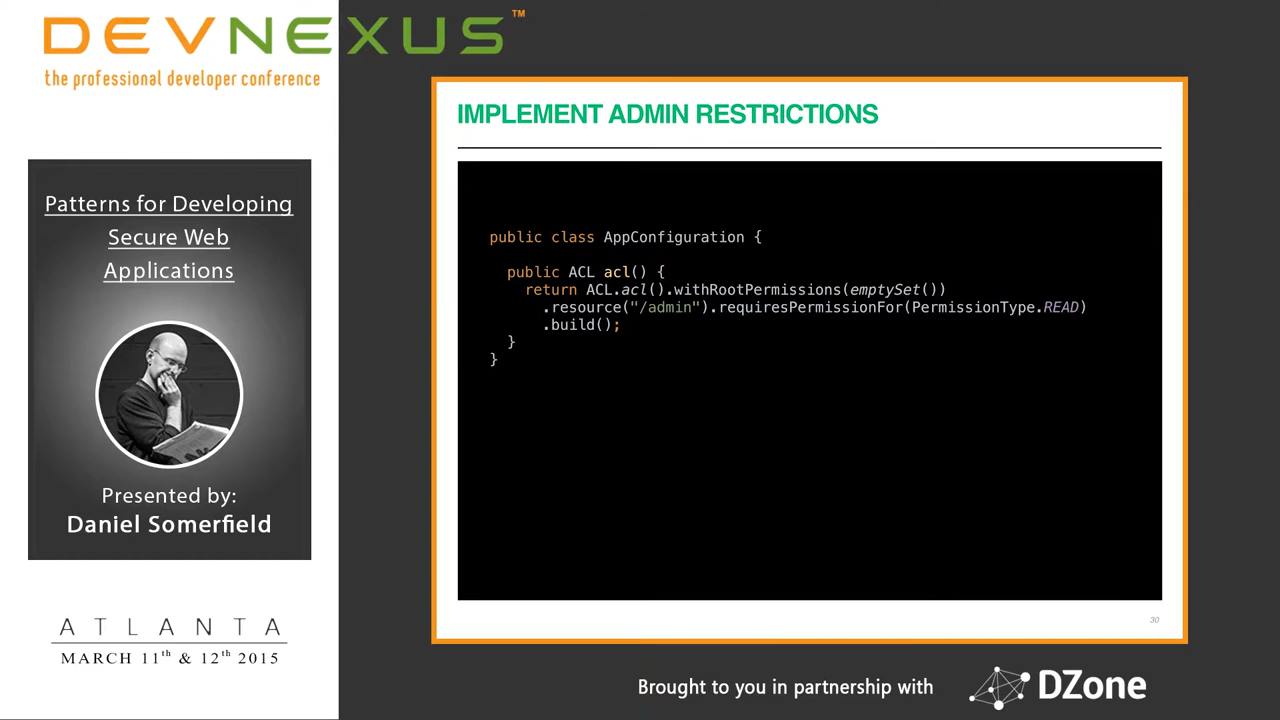 DEVNEXUS™
the professional developer conference
Patterns for Developing
Secure Web
Applications
Presented by:
Daniel Somerfield
ATLANTA
MARCH 11th & 12th 2015
IMPLEMENT ADMIN RESTRICTIONS
public class AppConfiguration {
public ACL acl() {
return ACL.acl().withRootPermissions(emptySet())
.resource("/admin").requiresPermissionFor(PermissionType.READ)
.build();
}
}
30
Brought to you in partnership with
DZone